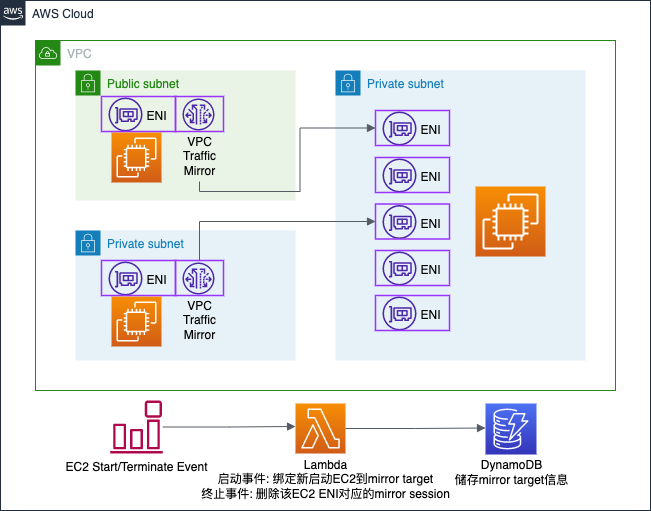 aws
AWS Cloud
VPC
Public subnet
ENI
VPC
Traffic
Mirror
Private subnet
ENI
VPC
Traffic
Mirror
Private subnet
ENI
ENI
ENI
ENI
ENI
EC2 Start/Terminate Event
Lambda
启动事件: 绑定新启动EC2到mirror target
终止事件: 删除该EC2 ENI对应的mirror session
DynamoDB
储存mirror target信息